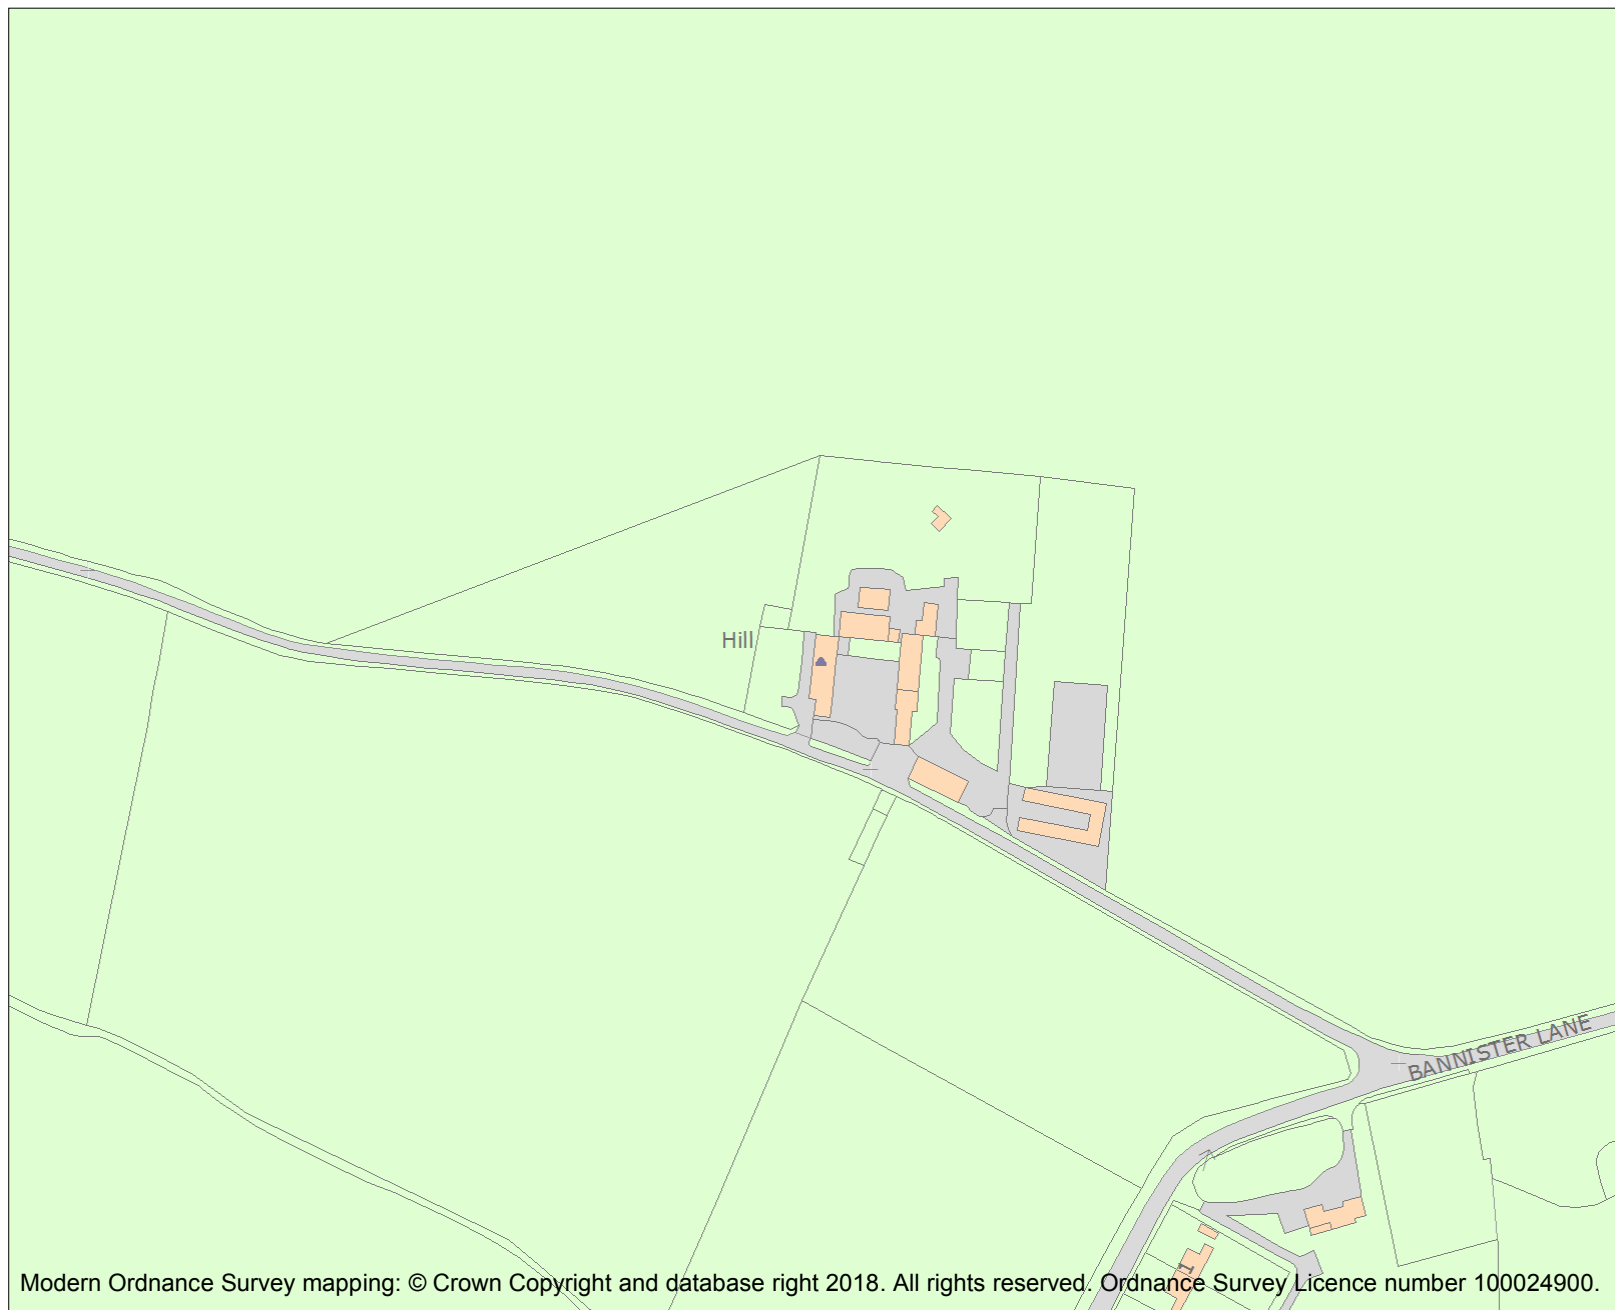 Hill
BANNISTER LANE
1
Modern Ordnance Survey mapping: © Crown Copyright and database right 2018. All rights reserved. Ordnance Survey Licence number 100024900.